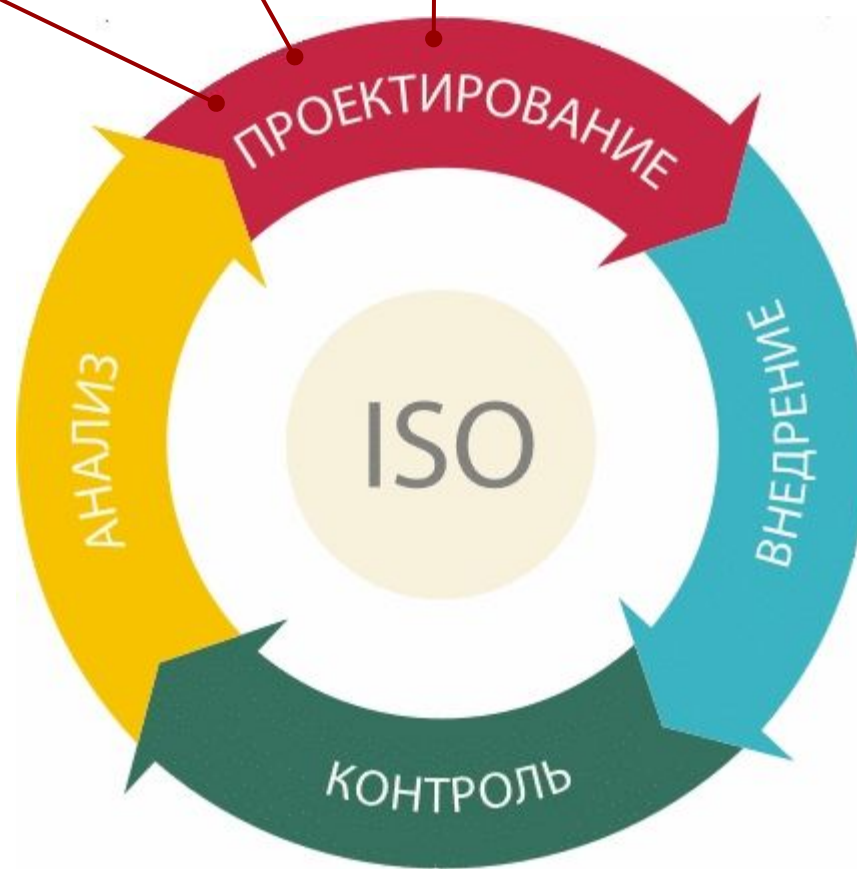 ПРОЕКТИРОВАНИЕ
ВНЕДРЕНИЕ
КОНТРОЛЬ
АНАЛИЗ
ISO